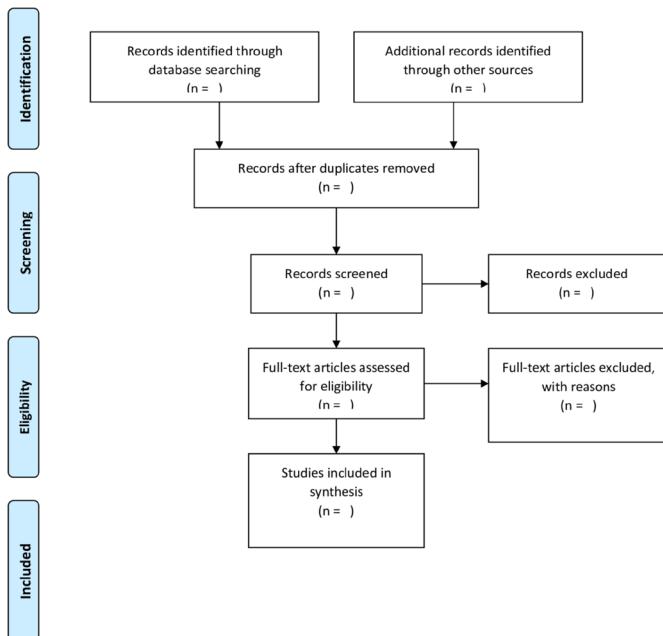 Identification
Records identified through
database searching
(n =   )
Additional records identified
through other sources
(n =   )
Records after duplicates removed
(n =   )
Screening
Records screened
(n =   )
Records excluded
(n =   )
Eligibility
Full-text articles assessed
for eligibility
(n =   )
Full-text articles excluded,
with reasons
(n =   )
Included
Studies included in
synthesis
(n =   )